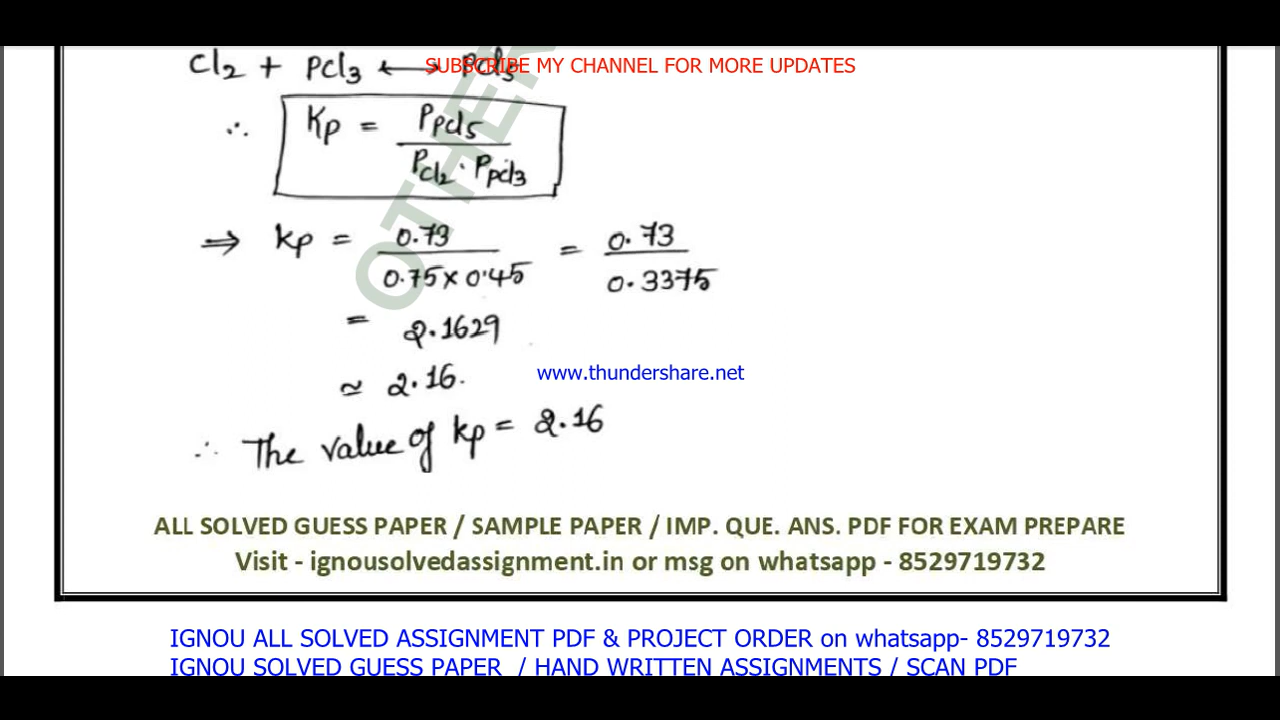 Cl₂ + pcl₃ ⟷ pcl₅
SUBSCRIBE MY CHANNEL FOR MORE UPDATES
∴ Kp = Ppcl₅ / Pcl₂ · Ppcl₃
OTHER
⇒ kp = 0.73 / 0.75 × 0.45 = 0.73 / 0.3375
= 2.1629
≃ 2.16.
www.thundershare.net
∴ The value of kp = 2.16
ALL SOLVED GUESS PAPER / SAMPLE PAPER / IMP. QUE. ANS. PDF FOR EXAM PREPARE
Visit - ignousolvedassignment.in or msg on whatsapp - 8529719732
IGNOU ALL SOLVED ASSIGNMENT PDF & PROJECT ORDER on whatsapp- 8529719732
IGNOU SOLVED GUESS PAPER / HAND WRITTEN ASSIGNMENTS / SCAN PDF